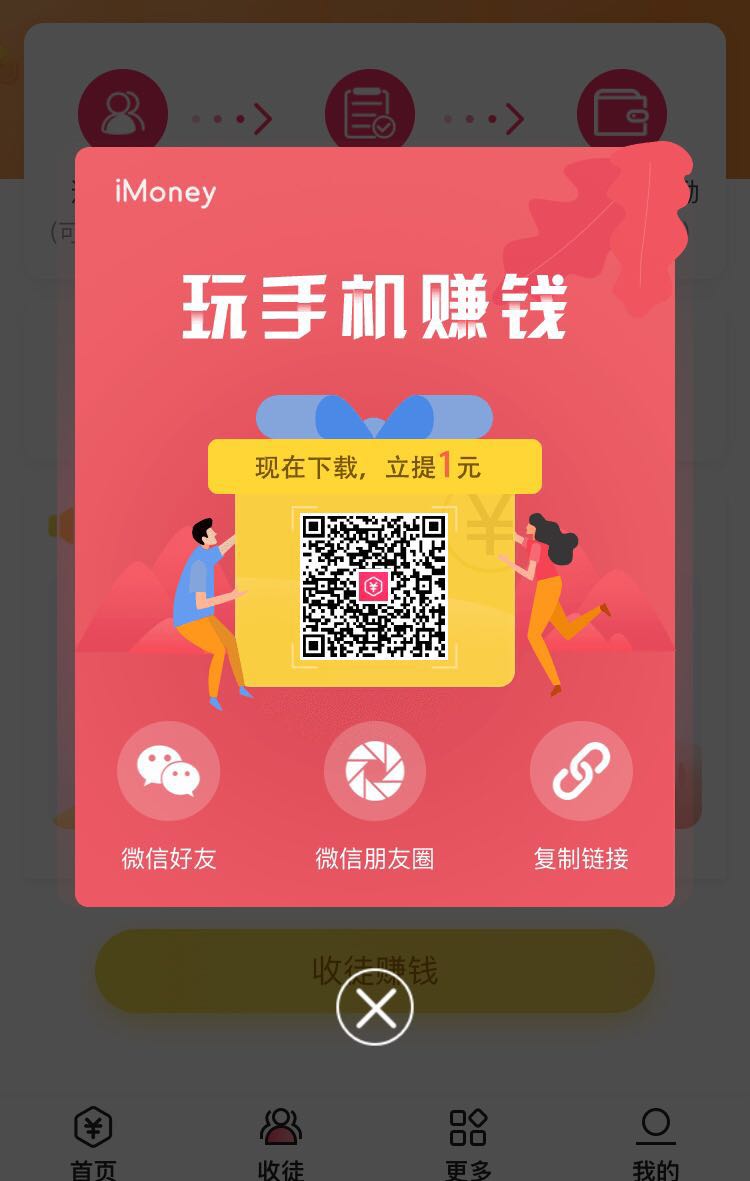 iMoney
玩手机赚钱
现在下载，立提1元
微信好友
微信朋友圈
复制链接
收徒赚钱
首页
收徒
更多
我的